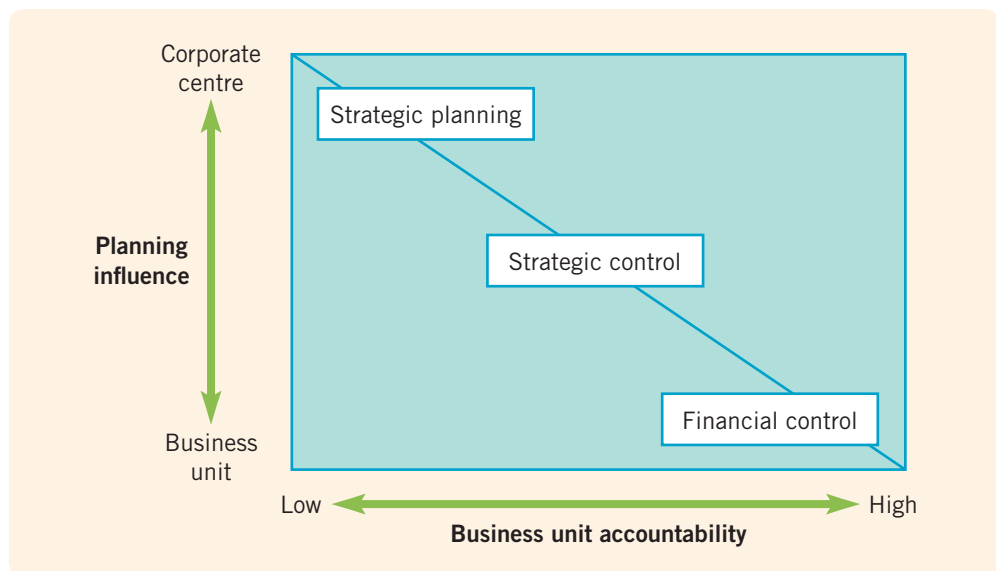 Corporate
centre
Strategic planning
Planning
influence
Strategic control
Financial control
Business
unit
Low
High
Business unit accountability